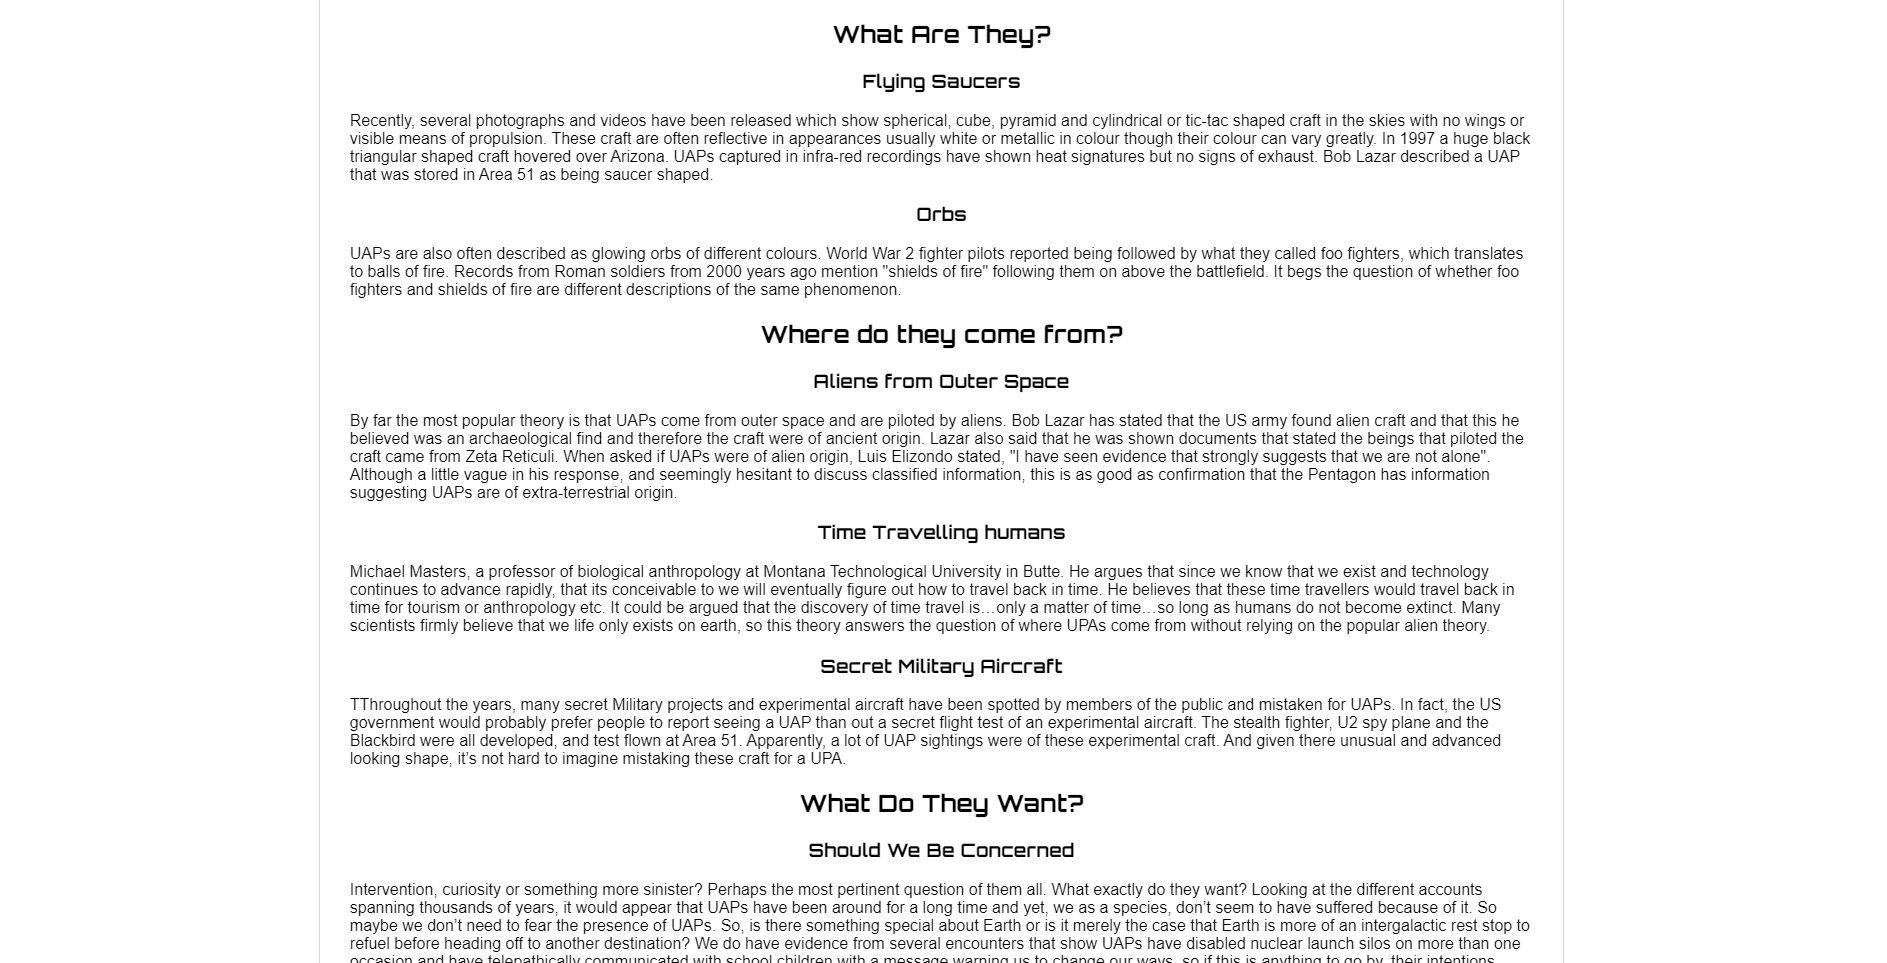 What Are They?
Flying Saucers
Recently, several photographs and videos have been released which show spherical, cube, pyramid and cylindrical or tic-tac shaped craft in the skies with no wings or
visible means of propulsion. These craft are often reflective in appearances usually white or metallic in colour though their colour can vary greatly. In 1997 a huge black
triangular shaped craft hovered over Arizona. UAPs captured in infra-red recordings have shown heat signatures but no signs of exhaust. Bob Lazar described a UAP
that was stored in Area 51 as being saucer shaped.
Orbs
UAPs are also often described as glowing orbs of different colours. World War 2 fighter pilots reported being followed by what they called foo fighters, which translates
to balls of fire. Records from Roman soldiers from 2000 years ago mention "shields of fire" following them on above the battlefield. It begs the question of whether foo
fighters and shields of fire are different descriptions of the same phenomenon.
Where do they come from?
Aliens from Outer Space
By far the most popular theory is that UAPs come from outer space and are piloted by aliens. Bob Lazar has stated that the US army found alien craft and that this he
believed was an archaeological find and therefore the craft were of ancient origin. Lazar also said that he was shown documents that stated the beings that piloted the
craft came from Zeta Reticuli. When asked if UAPs were of alien origin, Luis Elizondo stated, "I have seen evidence that strongly suggests that we are not alone".
Although a little vague in his response, and seemingly hesitant to discuss classified information, this is as good as confirmation that the Pentagon has information
suggesting UAPs are of extra-terrestrial origin.
Time Travelling humans
Michael Masters, a professor of biological anthropology at Montana Technological University in Butte. He argues that since we know that we exist and technology
continues to advance rapidly, that its conceivable to we will eventually figure out how to travel back in time. He believes that these time travellers would travel back in
time for tourism or anthropology etc. It could be argued that the discovery of time travel is…only a matter of time…so long as humans do not become extinct. Many
scientists firmly believe that we life only exists on earth, so this theory answers the question of where UPAs come from without relying on the popular alien theory.
Secret Military Aircraft
TThroughout the years, many secret Military projects and experimental aircraft have been spotted by members of the public and mistaken for UAPs. In fact, the US
government would probably prefer people to report seeing a UAP than out a secret flight test of an experimental aircraft. The stealth fighter, U2 spy plane and the
Blackbird were all developed, and test flown at Area 51. Apparently, a lot of UAP sightings were of these experimental craft. And given there unusual and advanced
looking shape, it’s not hard to imagine mistaking these craft for a UPA.
What Do They Want?
Should We Be Concerned
Intervention, curiosity or something more sinister? Perhaps the most pertinent question of them all. What exactly do they want? Looking at the different accounts
spanning thousands of years, it would appear that UAPs have been around for a long time and yet, we as a species, don’t seem to have suffered because of it. So
maybe we don’t need to fear the presence of UAPs. So, is there something special about Earth or is it merely the case that Earth is more of an intergalactic rest stop to
refuel before heading off to another destination? We do have evidence from several encounters that show UAPs have disabled nuclear launch silos on more than one
occasion and have telepathically communicated with school children with a message warning us to change our ways, so if this is anything to go by, their intentions